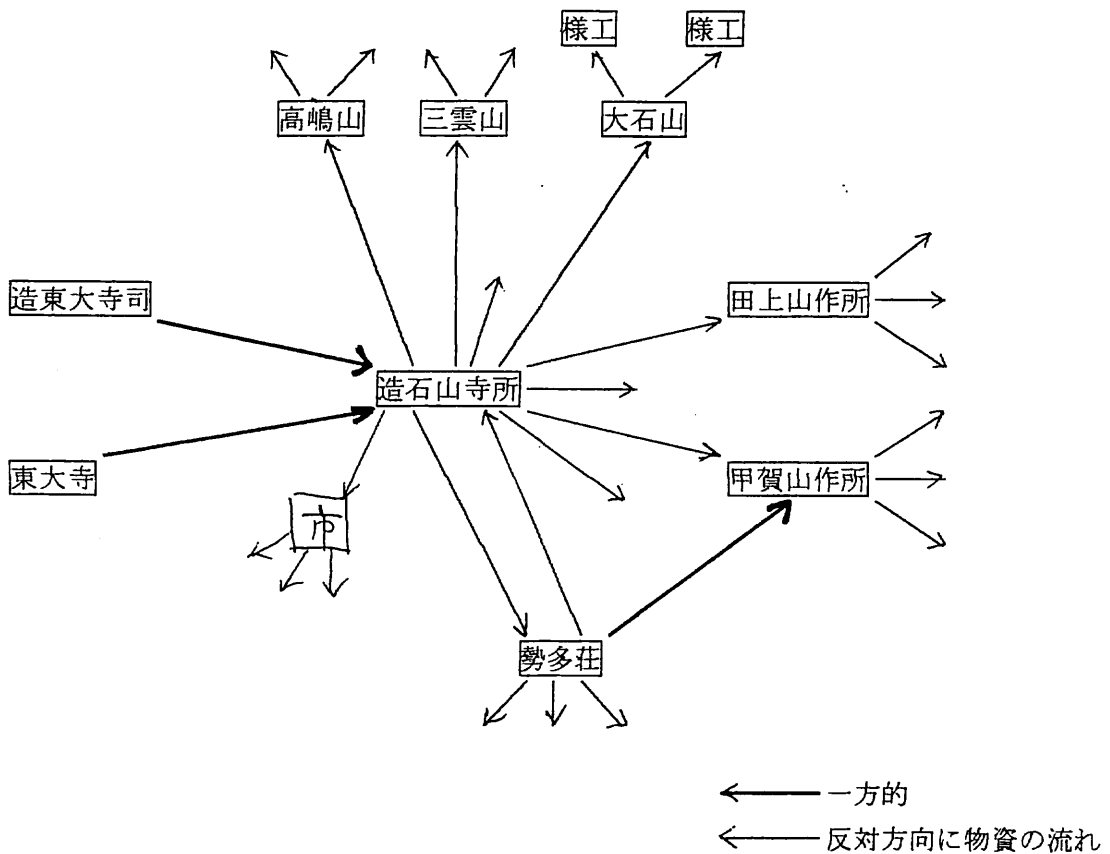 様工
様工
高嶋山
三雲山
大石山
造東大寺司
田上山作所
造石山寺所
東大寺
甲賀山作所
市
勢多荘
一方的
反対方向に物資の流れ